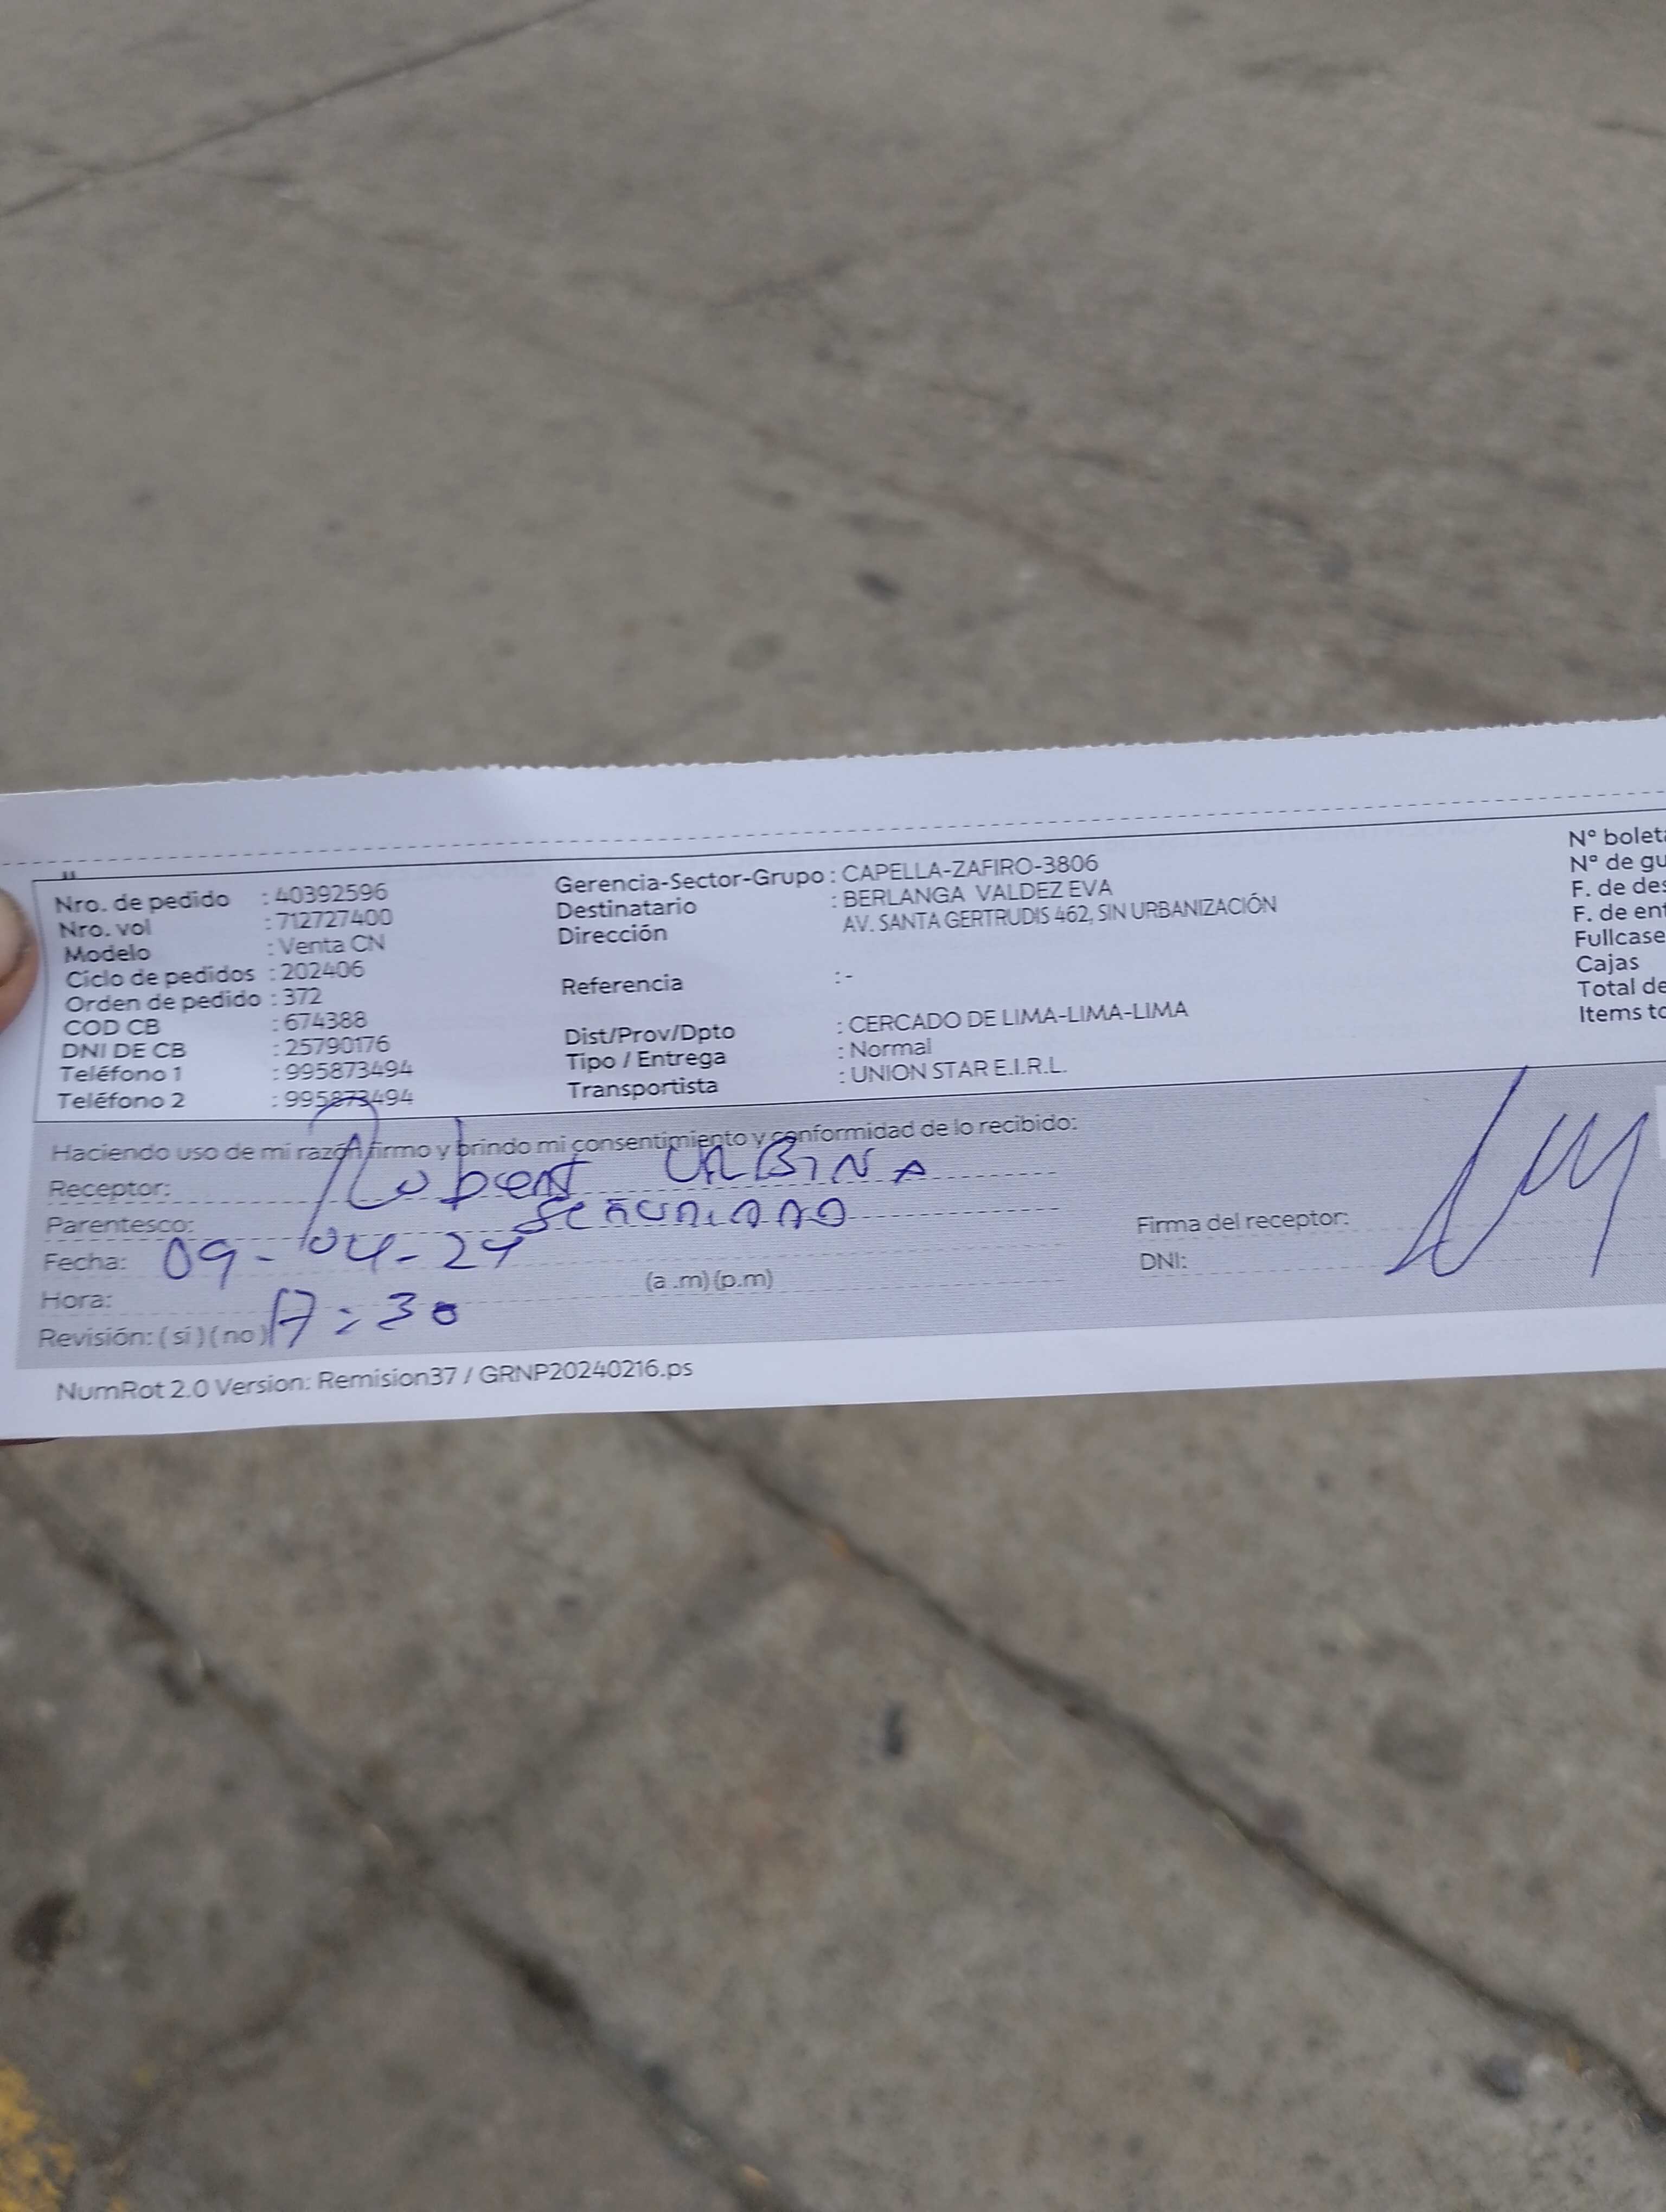 Nro. de pedido : 40392596
Nro. vol : 712727400
Modelo : Venta CN
Ciclo de pedidos : 202406
Orden de pedido : 372
COD CB : 674388
DNI DE CB : 25790176
Teléfono 1 : 995873494
Teléfono 2 : 995873494
Gerencia-Sector-Grupo : CAPELLA-ZAFIRO-3806
Destinatario : BERLANGA VALDEZ EVA
Dirección AV. SANTA GERTRUDIS 462, SIN URBANIZACIÓN
Referencia : -
Dist/Prov/Dpto : CERCADO DE LIMA-LIMA-LIMA
Tipo / Entrega : Normal
Transportista : UNION STAR E.I.R.L.
N° boleta
N° de gu
F. de des
F. de ent
Fullcase
Cajas
Total de
Items to
Haciendo uso de mi razón firmo y brindo mi consentimiento y conformidad de lo recibido:
Receptor: Robert URBINA
Parentesco: SEGURIDAD
Fecha: 09-04-24
Hora: 17:30 (a .m) (p.m)
Revisión: ( si ) ( no )
Firma del receptor:
DNI:
NumRot 2.0 Version: Remision37 / GRNP20240216.ps